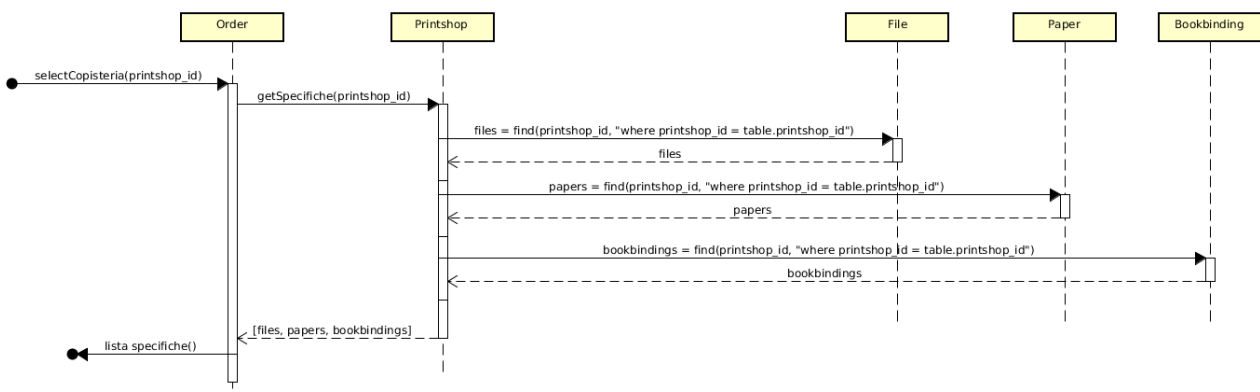 Order
Printshop
File
Paper
Bookbinding
selectCopisteria(printshop_id)
getSpecifiche(printshop_id)
files = find(printshop_id, "where printshop_id = table.printshop_id")
files
papers = find(printshop_id, "where printshop_id = table.printshop_id")
papers
bookbindings = find(printshop_id, "where printshop_id = table.printshop_id")
bookbindings
[files, papers, bookbindings]
lista specifiche()